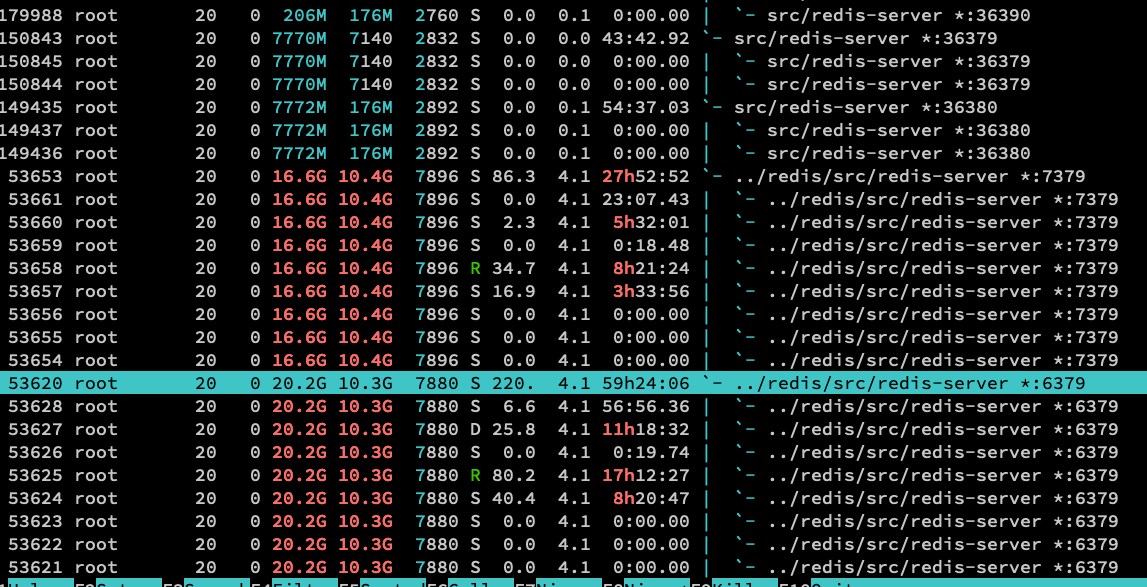 179988 root 20 0 206M 176M 2760 S 0.0 0.1 0:00.00 | `- src/redis-server *:36390
150843 root 20 0 7770M 7140 2832 S 0.0 0.0 43:42.92 `- src/redis-server *:36379
150845 root 20 0 7770M 7140 2832 S 0.0 0.0 0:00.00 | `- src/redis-server *:36379
150844 root 20 0 7770M 7140 2832 S 0.0 0.0 0:00.00 | `- src/redis-server *:36379
149435 root 20 0 7772M 176M 2892 S 0.0 0.1 54:37.03 `- src/redis-server *:36380
149437 root 20 0 7772M 176M 2892 S 0.0 0.1 0:00.00 | `- src/redis-server *:36380
149436 root 20 0 7772M 176M 2892 S 0.0 0.1 0:00.00 | `- src/redis-server *:36380
53653 root 20 0 16.6G 10.4G 7896 S 86.3 4.1 27h52:52 `- ../redis/src/redis-server *:7379
53661 root 20 0 16.6G 10.4G 7896 S 0.0 4.1 23:07.43 | `- ../redis/src/redis-server *:7379
53660 root 20 0 16.6G 10.4G 7896 S 2.3 4.1 5h32:01 | `- ../redis/src/redis-server *:7379
53659 root 20 0 16.6G 10.4G 7896 S 0.0 4.1 0:18.48 | `- ../redis/src/redis-server *:7379
53658 root 20 0 16.6G 10.4G 7896 R 34.7 4.1 8h21:24 | `- ../redis/src/redis-server *:7379
53657 root 20 0 16.6G 10.4G 7896 S 16.9 4.1 3h33:56 | `- ../redis/src/redis-server *:7379
53656 root 20 0 16.6G 10.4G 7896 S 0.0 4.1 0:00.00 | `- ../redis/src/redis-server *:7379
53655 root 20 0 16.6G 10.4G 7896 S 0.0 4.1 0:00.00 | `- ../redis/src/redis-server *:7379
53654 root 20 0 16.6G 10.4G 7896 S 0.0 4.1 0:00.00 | `- ../redis/src/redis-server *:7379
53620 root 20 0 20.2G 10.3G 7880 S 220. 4.1 59h24:06 `- ../redis/src/redis-server *:6379
53628 root 20 0 20.2G 10.3G 7880 S 6.6 4.1 56:56.36 | `- ../redis/src/redis-server *:6379
53627 root 20 0 20.2G 10.3G 7880 D 25.8 4.1 11h18:32 | `- ../redis/src/redis-server *:6379
53626 root 20 0 20.2G 10.3G 7880 S 0.0 4.1 0:19.74 | `- ../redis/src/redis-server *:6379
53625 root 20 0 20.2G 10.3G 7880 R 80.2 4.1 17h12:27 | `- ../redis/src/redis-server *:6379
53624 root 20 0 20.2G 10.3G 7880 S 40.4 4.1 8h20:47 | `- ../redis/src/redis-server *:6379
53623 root 20 0 20.2G 10.3G 7880 S 0.0 4.1 0:00.00 | `- ../redis/src/redis-server *:6379
53622 root 20 0 20.2G 10.3G 7880 S 0.0 4.1 0:00.00 | `- ../redis/src/redis-server *:6379
53621 root 20 0 20.2G 10.3G 7880 S 0.0 4.1 0:00.00 | `- ../redis/src/redis-server *:6379